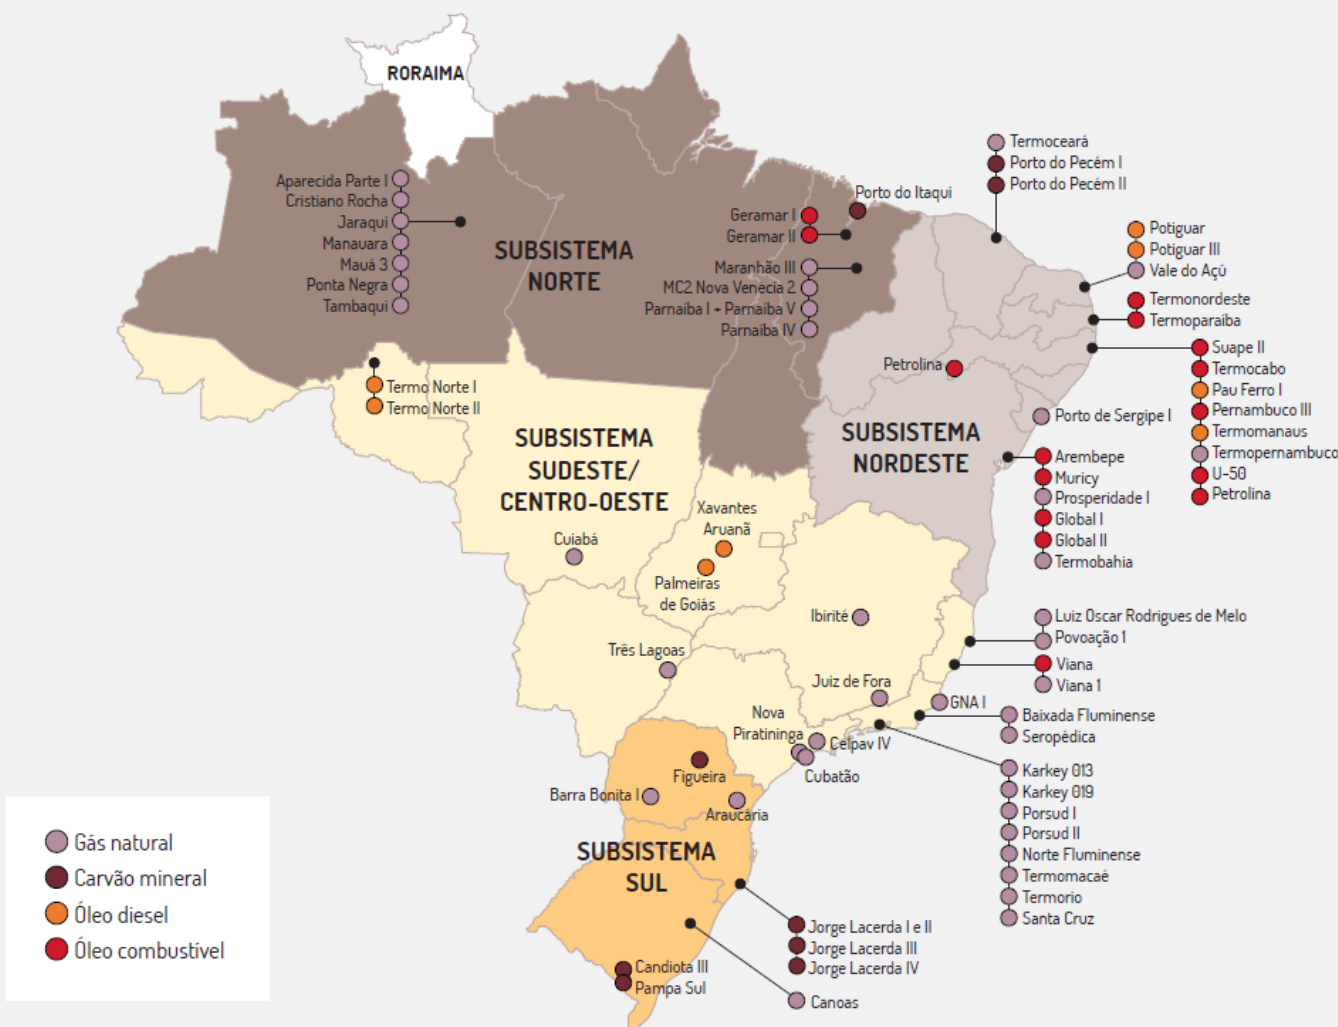 RORAIMA
Aparecida Parte I
Cristiano Rocha
Jaraqui
Manauara
Mauá 3
Ponta Negra
Tambaqui
SUBSISTEMA
NORTE
Porto do Itaqui
Geramar I
Geramar II
Maranhão III
MC2 Nova Venecia 2
Parnaiba I + Parnaiba V
Parnaiba IV
Termoceará
Porto do Pecém I
Porto do Pecém II
Potiguar
Potiguar III
Vale do Açú
Termonordeste
Termoparaiba
Suape II
Termocabo
Pau Ferro I
Pernambuco III
Termomanaus
Termopernambuco
U-50
Petrolina
Petrolina
Porto de Sergipe I
SUBSISTEMA
NORDESTE
Arembepe
Muricy
Prosperidade I
Global I
Global II
Termobahia
Termo Norte I
Termo Norte II
SUBSISTEMA
SUDESTE/
CENTRO-OESTE
Cuiabá
Xavantes
Aruanã
Palmeiras
de Goiás
Ibirité
Luiz Oscar Rodrigues de Melo
Povoação 1
Viana
Viana 1
Três Lagoas
Juiz de Fora
GNA I
Baixada Fluminense
Seropédica
Nova
Piratininga
Celpav IV
Cubatão
Karkey 013
Karkey 019
Porsud I
Porsud II
Norte Fluminense
Termomacaé
Termorio
Santa Cruz
Figueira
Barra Bonita I
Araucária
SUBSISTEMA
SUL
Jorge Lacerda I e II
Jorge Lacerda III
Jorge Lacerda IV
Candiota III
Pampa Sul
Canoas
Gás natural
Carvão mineral
Óleo diesel
Óleo combustível